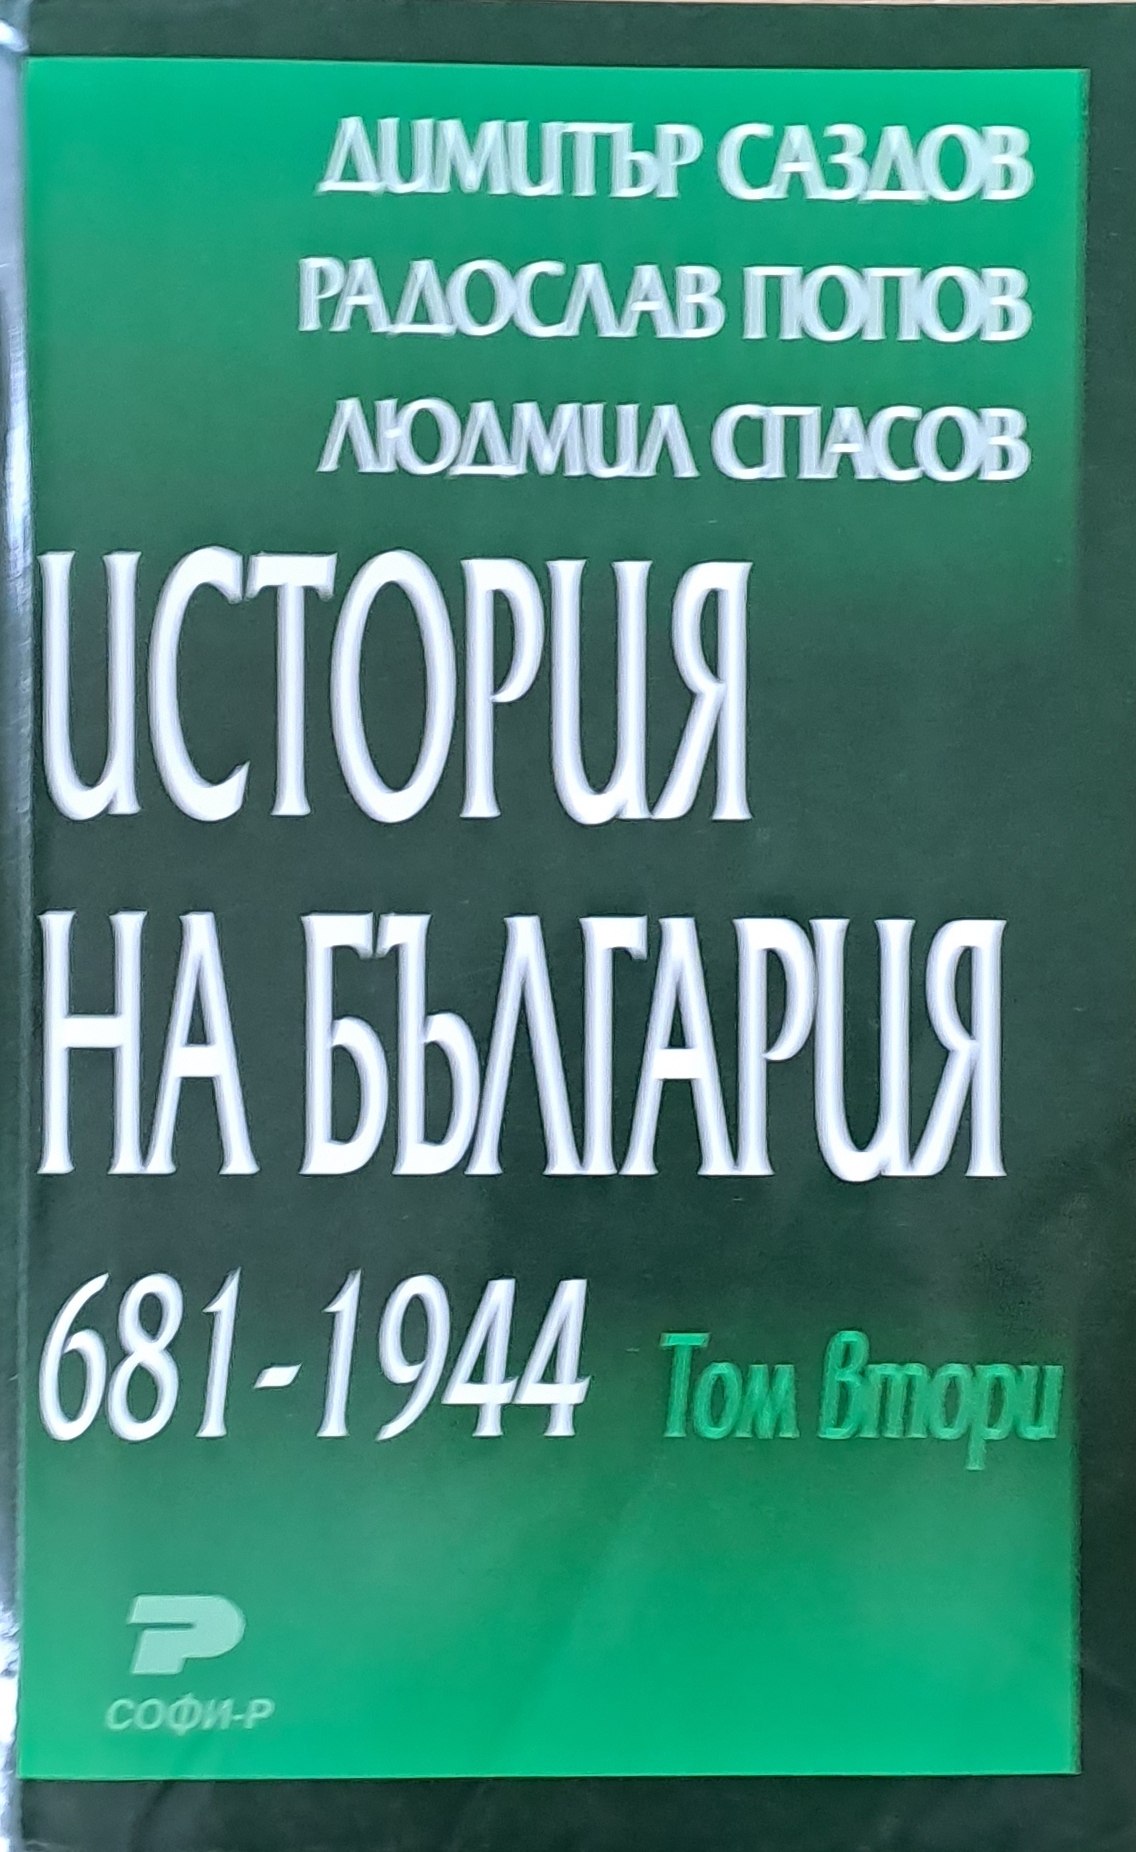 ДИМИТЪР САЗДОВ
РАДОСЛАВ ПОПОВ
ЛЮДМИЛ СПАСОВ
ИСТОРИЯ
НА БЪЛГАРИЯ
681-1944 Том втори
СОФИ-Р